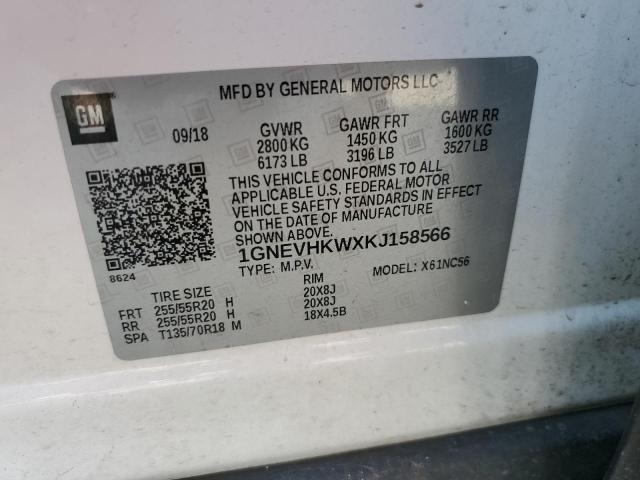 MFD BY GENERAL MOTORS LLC
GM
09/18 GVWR GAWR FRT GAWR RR
2800 KG 1450 KG 1600 KG
6173 LB 3196 LB 3527 LB
THIS VEHICLE CONFORMS TO ALL
APPLICABLE U.S. FEDERAL MOTOR
VEHICLE SAFETY STANDARDS IN EFFECT
ON THE DATE OF MANUFACTURE
SHOWN ABOVE.
1GNEVHKWXKJ158566
8624
TYPE: M.P.V. MODEL: X61NC56
TIRE SIZE RIM
FRT 255/55R20 H 20X8J
RR 255/55R20 H 20X8J
SPA T135/70R18 M 18X4.5B